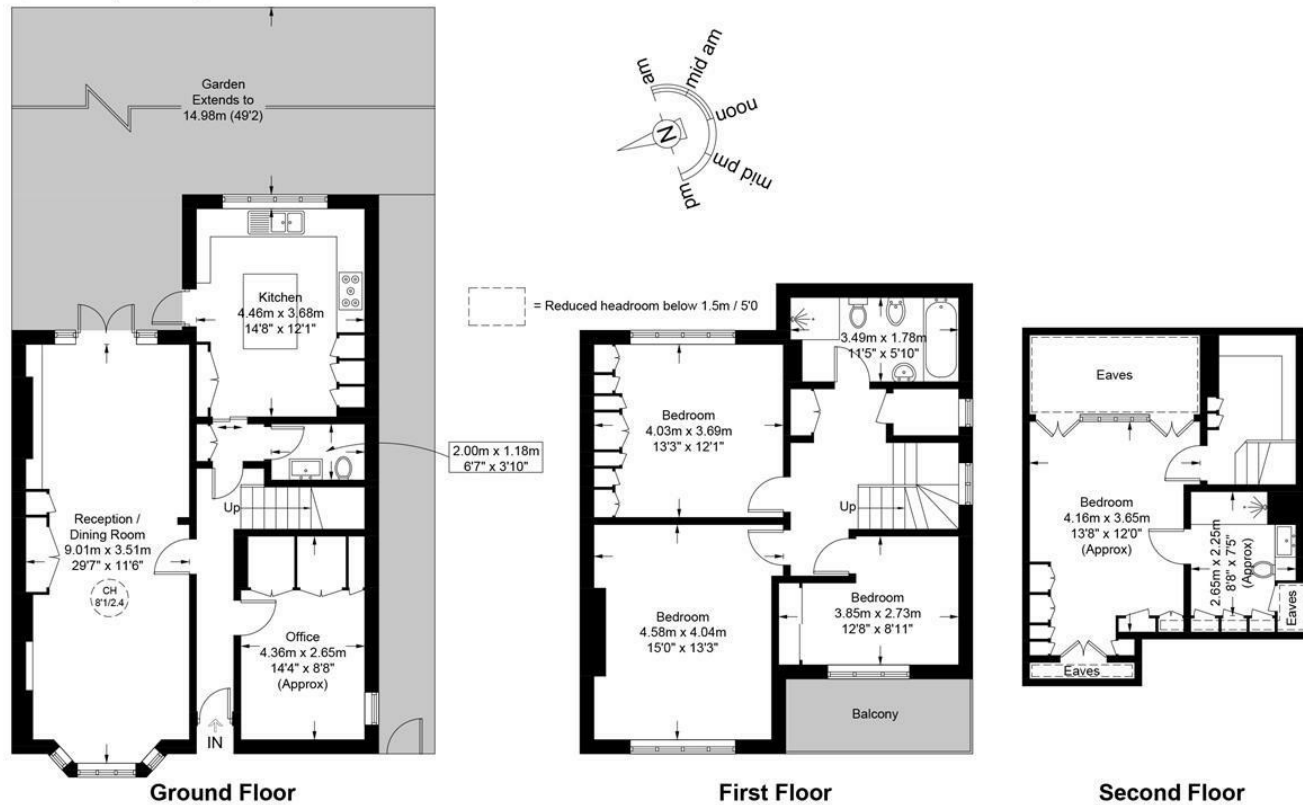 Garden
Extends to
14.98m (49'2)
am
mid am
noon
mid pm
pm
N
Kitchen
4.46m x 3.68m
14'8" x 12'1"
= Reduced headroom below 1.5m / 5'0
2.00m x 1.18m
6'7" x 3'10"
Up
Reception /
Dining Room
9.01m x 3.51m
29'7" x 11'6"
CH
8'1/2.4
Office
4.36m x 2.65m
14'4" x 8'8"
(Approx)
IN
Ground Floor
3.49m x 1.78m
11'5" x 5'10"
Bedroom
4.03m x 3.69m
13'3" x 12'1"
Up
Bedroom
4.58m x 4.04m
15'0" x 13'3"
Bedroom
3.85m x 2.73m
12'8" x 8'11"
Balcony
First Floor
Eaves
Bedroom
4.16m x 3.65m
13'8" x 12'0"
(Approx)
2.65m x 2.25m
8'8" x 7'5"
(Approx)
Eaves
Eaves
Second Floor